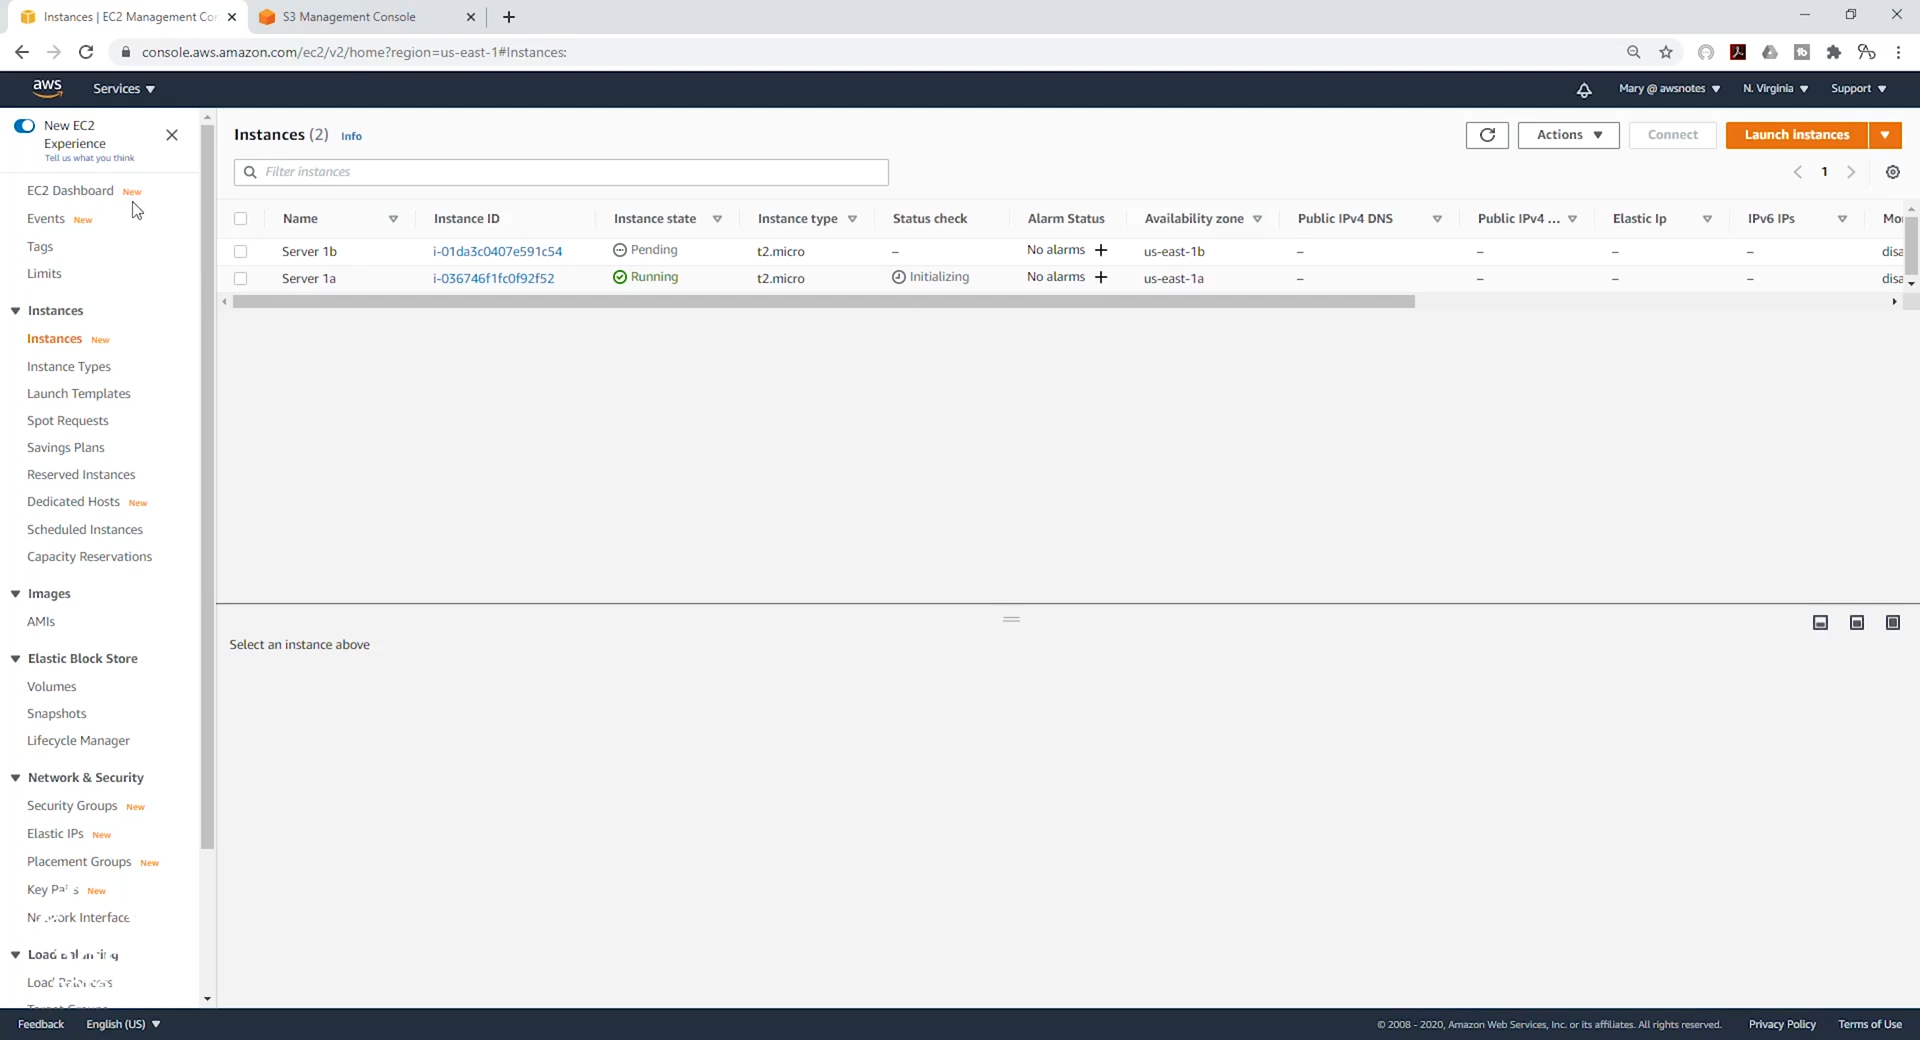 Instances | EC2 Management Con
S3 Management Console
console.aws.amazon.com/ec2/v2/home?region=us-east-1#Instances:
aws
Services
Mary @ awsnotes
N. Virginia
Support
New EC2
Experience
Tell us what you think
EC2 Dashboard New
Events New
Tags
Limits
Instances
Instances New
Instance Types
Launch Templates
Spot Requests
Savings Plans
Reserved Instances
Dedicated Hosts New
Scheduled Instances
Capacity Reservations
Images
AMIs
Elastic Block Store
Volumes
Snapshots
Lifecycle Manager
Network & Security
Security Groups New
Elastic IPs New
Placement Groups New
Key New
Interface
Load
Load
Instances (2) Info
Actions
Connect
Launch instances
Filter instances
1
Name Instance ID Instance state Instance type Status check Alarm Status Availability zone Public IPv4 DNS Public IPv4 ... Elastic Ip IPv6 IPs Mo
Server 1b i-01da3c0407e591c54 Pending t2.micro – No alarms + us-east-1b – – – – disa
Server 1a i-036746f1fc0f92f52 Running t2.micro Initializing No alarms + us-east-1a – – – – disa
Select an instance above
Feedback
English (US)
© 2008 - 2020, Amazon Web Services, Inc. or its affiliates. All rights reserved.
Privacy Policy
Terms of Use